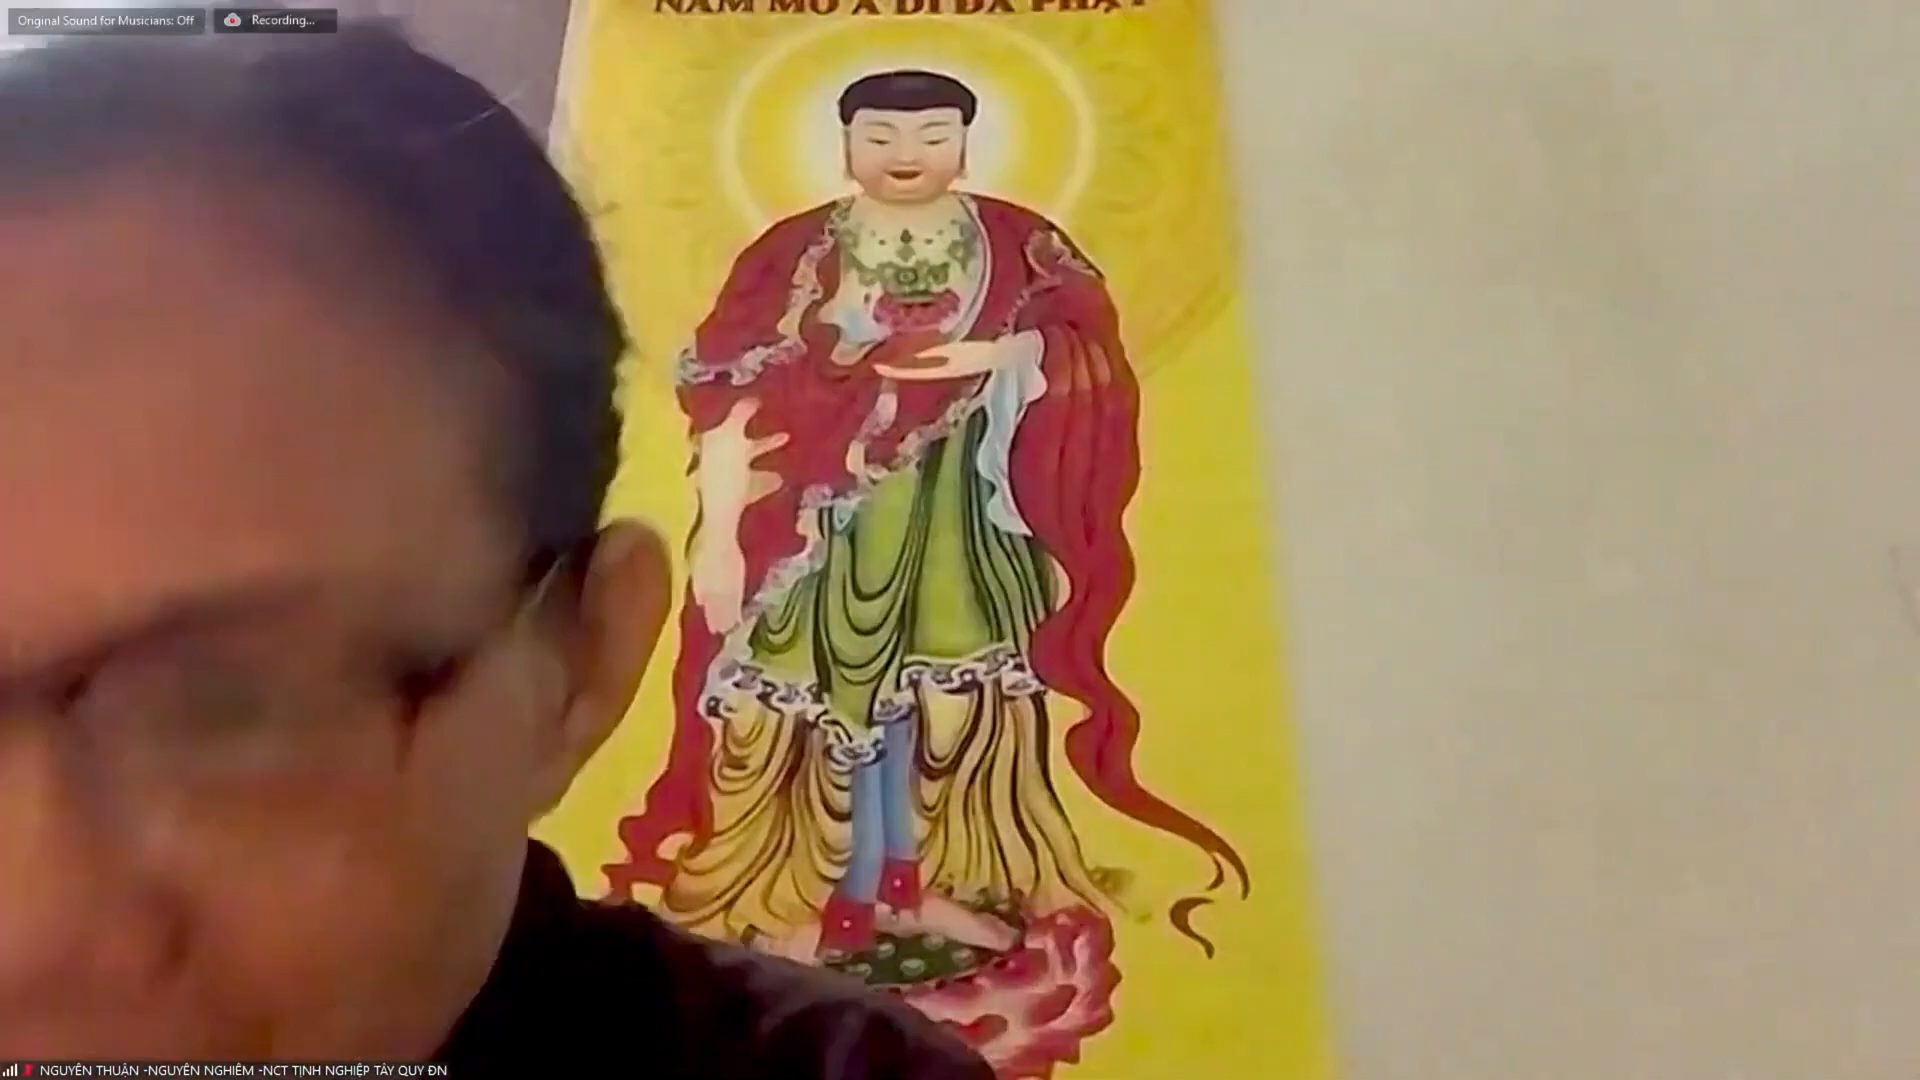 Original Sound for Musicians: Off
Recording...
NAM MÔ A DI ĐÀ PHẬT
NGUYÊN THUẬN -NGUYÊN NGHIÊM -NCT TỊNH NGHIỆP TÂY QUY ĐN